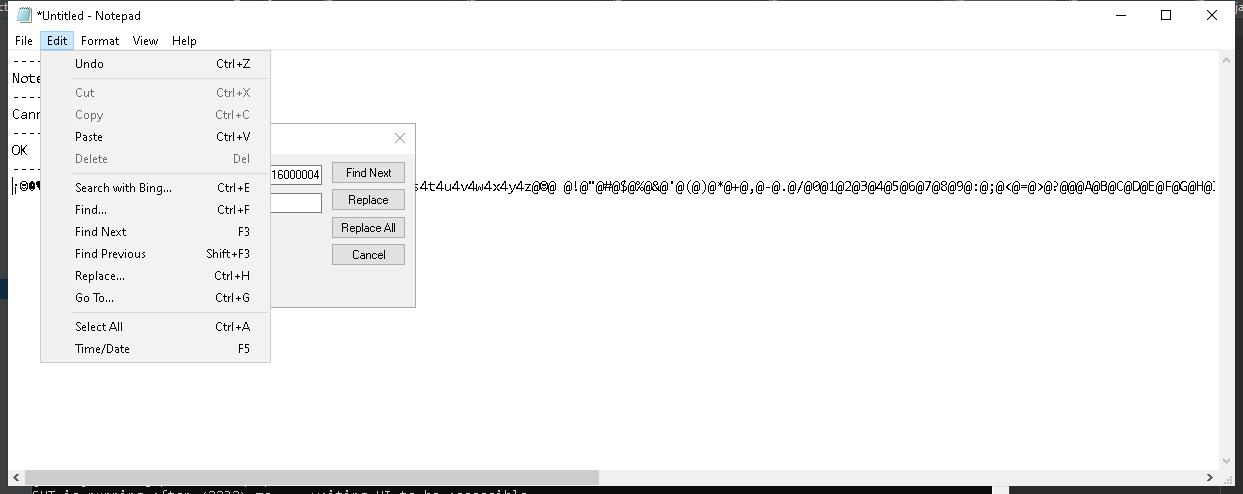 *Untitled - Notepad
File Edit Format View Help
Undo Ctrl+Z
Note
Cut Ctrl+X
Copy Ctrl+C
Cann
Paste Ctrl+V
OK
Delete Del
16000004 Find Next
s4t4u4v4w4x4y4z@ @ @!@"@#@$@%@&@'@(@)@*@+@,@-@.@/@0@1@2@3@4@5@6@7@8@9@:@;@<@=@>@?@@@A@B@C@D@E@F@G@H@I
Search with Bing... Ctrl+E
Replace
Find... Ctrl+F
Replace All
Find Next F3
Find Previous Shift+F3
Cancel
Replace... Ctrl+H
Go To... Ctrl+G
Select All Ctrl+A
Time/Date F5